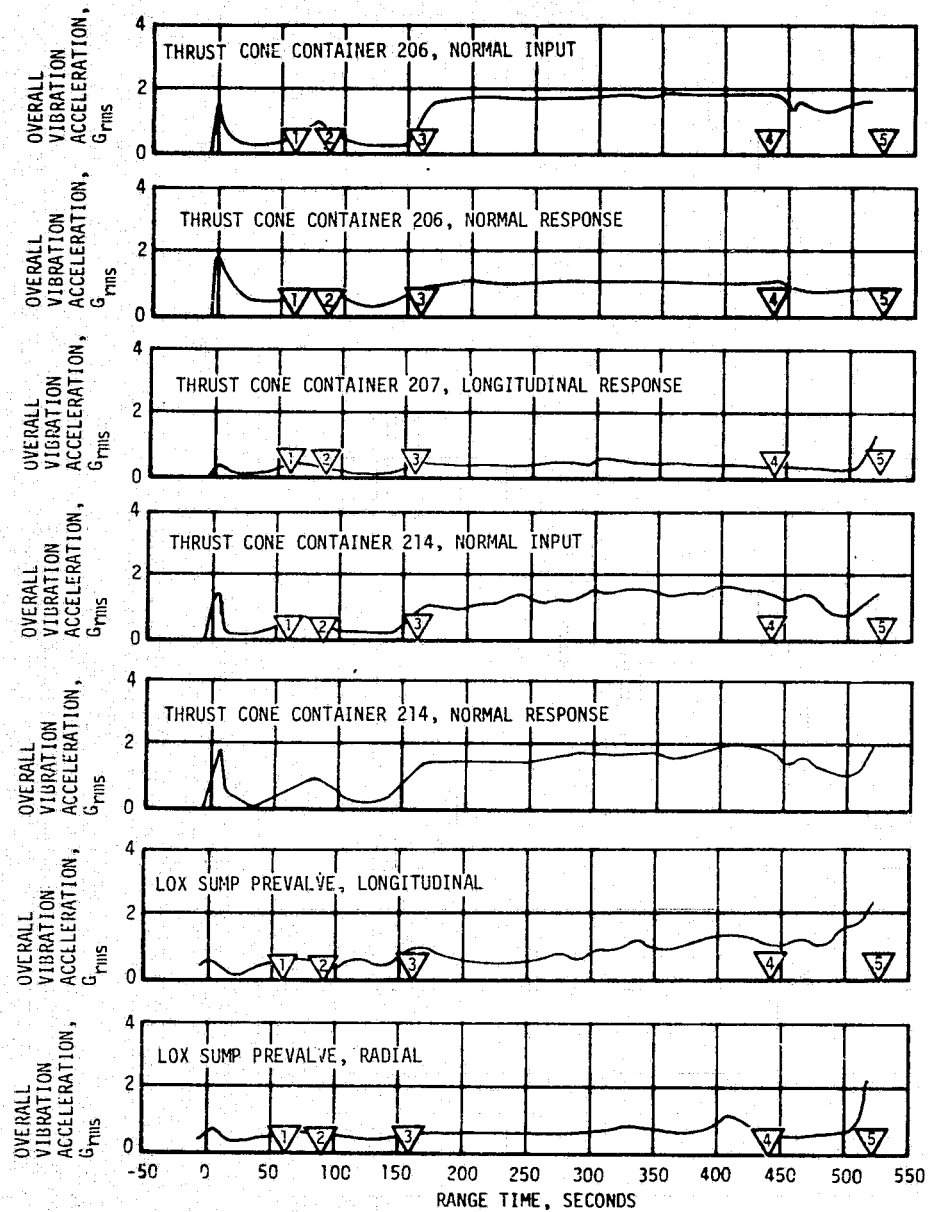 OVERALL
VIBRATION
ACCELERATION,
Grms
4
2
0
THRUST CONE CONTAINER 206, NORMAL INPUT
1
2
3
4
5
OVERALL
VIBRATION
ACCELERATION,
Grms
4
2
0
THRUST CONE CONTAINER 206, NORMAL RESPONSE
1
2
3
4
5
OVERALL
VIBRATION
ACCELERATION,
Grms
4
2
0
THRUST CONE CONTAINER 207, LONGITUDINAL RESPONSE
1
2
3
4
5
OVERALL
VIBRATION
ACCELERATION,
Grms
4
2
0
THRUST CONE CONTAINER 214, NORMAL INPUT
1
2
3
4
5
OVERALL
VIBRATION
ACCELERATION,
Grms
4
2
0
THRUST CONE CONTAINER 214, NORMAL RESPONSE
OVERALL
VIBRATION
ACCELERATION,
Grms
4
2
0
LOX SUMP PREVALVE, LONGITUDINAL
1
2
3
4
5
OVERALL
VIBRATION
ACCELERATION,
Grms
4
2
0
LOX SUMP PREVALVE, RADIAL
1
2
3
4
5
-50 0 50 100 150 200 250 300 350 400 450 500 550
RANGE TIME, SECONDS